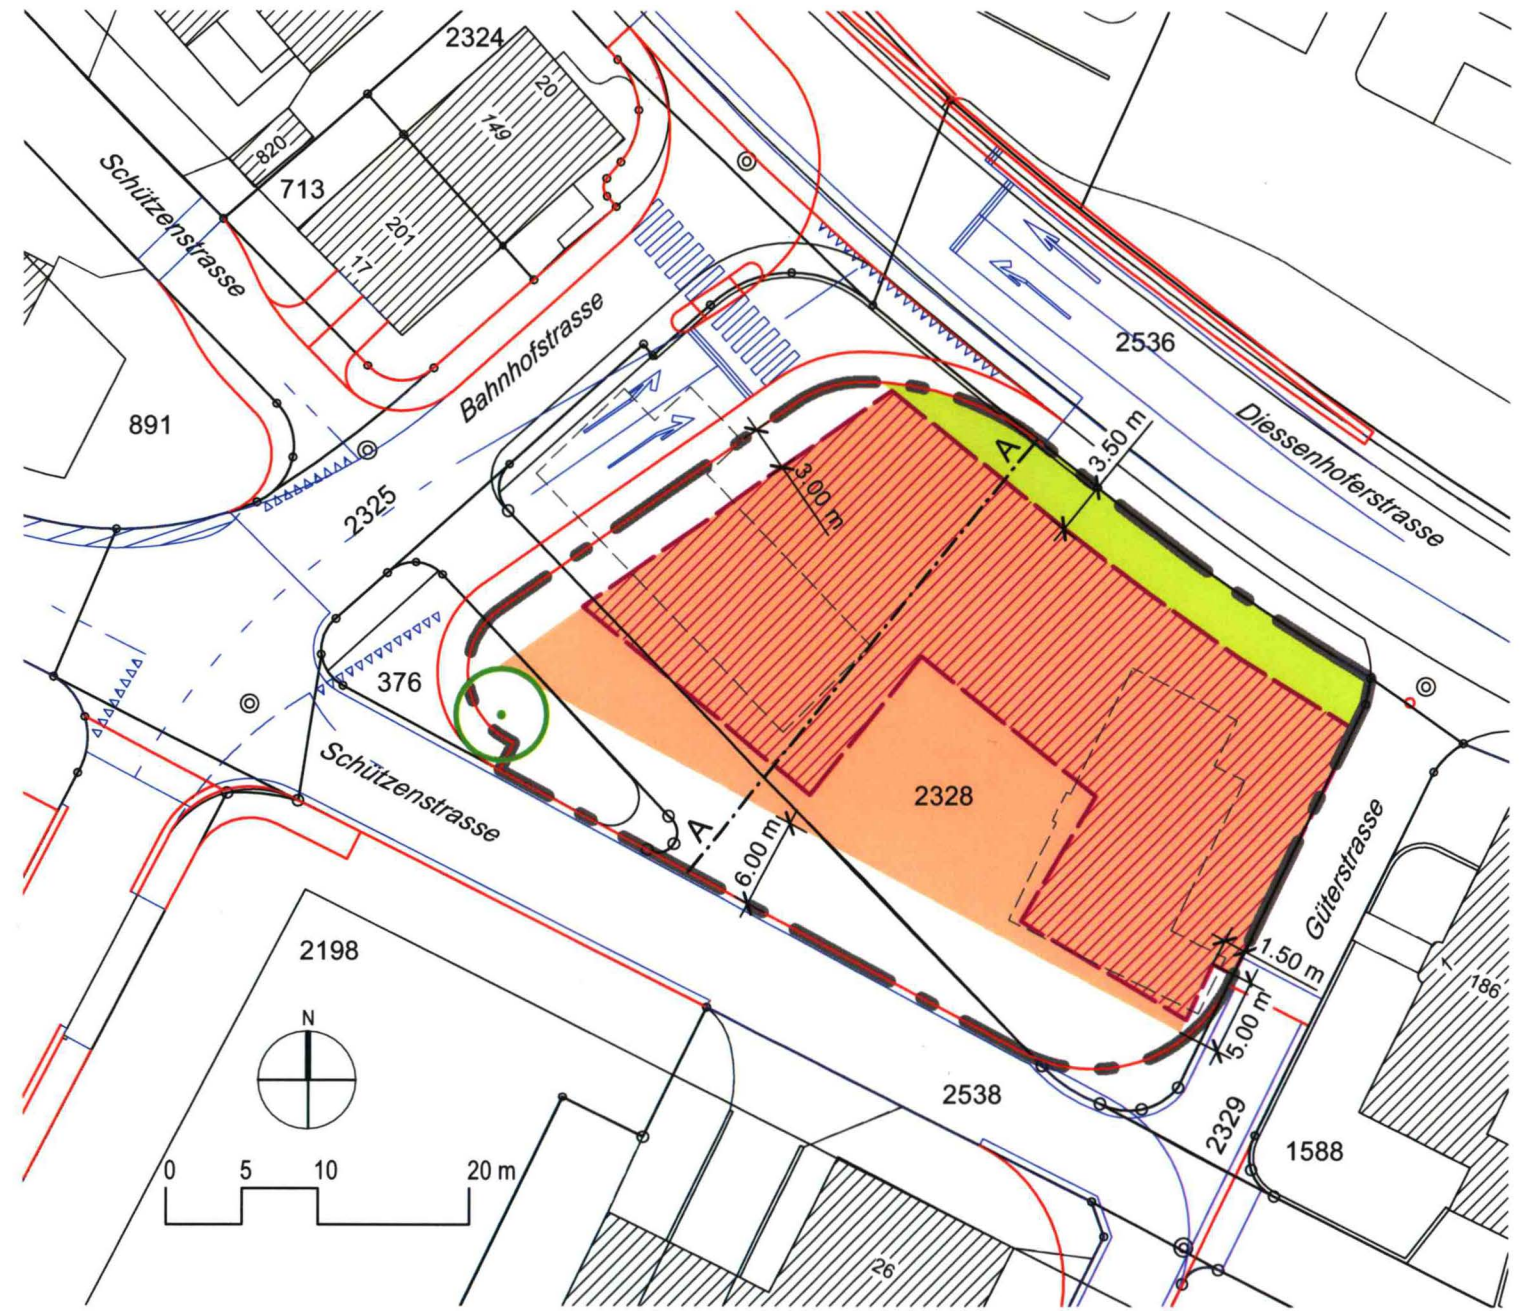 2324
20
149
820
713
201
17
Schützenstrasse
Bahnhofstrasse
2536
891
Diessenhoferstrasse
A
3.50 m
2325
3.00 m
376
Schützenstrasse
2328
A
6.00 m
Güterstrasse
1
186
2198
1.50 m
5.00 m
N
2538
2329
1588
0 5 10 20 m
26